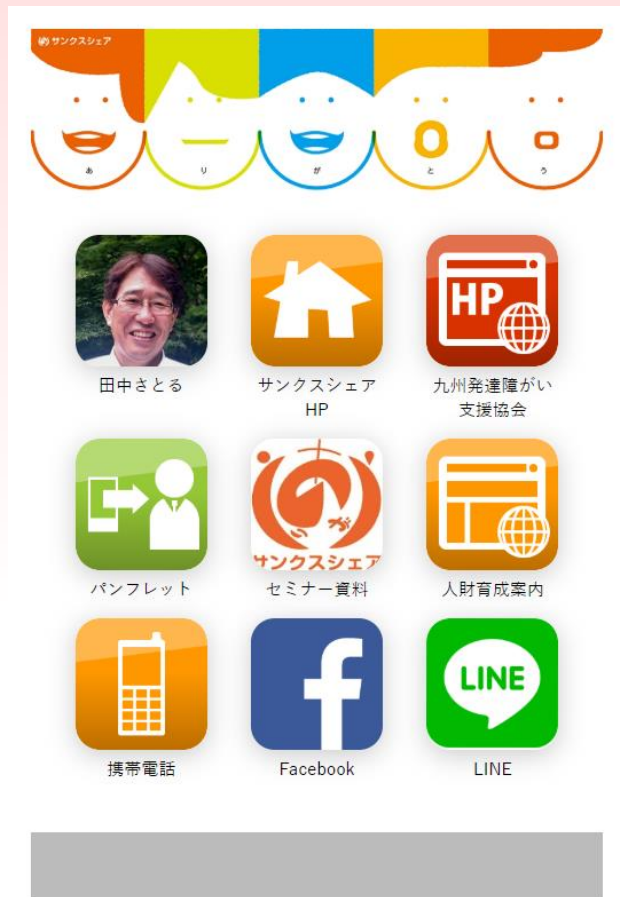 サンクスシェア
あ
り
が
と
う
田中さとる
サンクスシェア
HP
HP
九州発達障がい
支援協会
パンフレット
サンクスシェア
セミナー資料
人財育成案内
携帯電話
Facebook
LINE
LINE